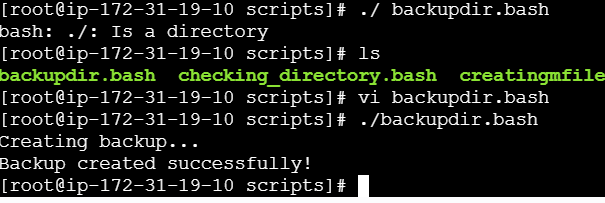 [root@ip-172-31-19-10 scripts]# ./ backupdir.bash
bash: ./: Is a directory
[root@ip-172-31-19-10 scripts]# ls
backupdir.bash  checking_directory.bash  creatingmfile
[root@ip-172-31-19-10 scripts]# vi backupdir.bash
[root@ip-172-31-19-10 scripts]# ./backupdir.bash
Creating backup...
Backup created successfully!
[root@ip-172-31-19-10 scripts]#